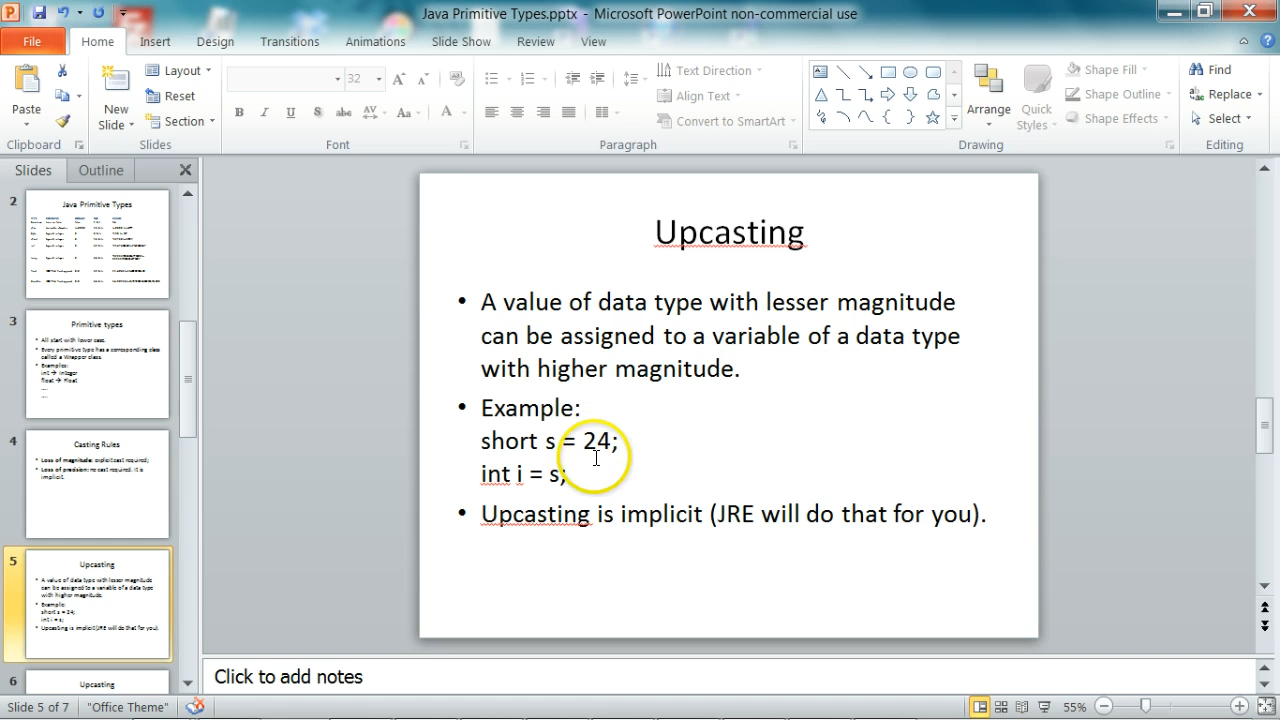 Java Primitive Types.pptx - Microsoft PowerPoint non-commercial use
File Home Insert Design Transitions Animations Slide Show Review View
Paste
New
Slide
Layout
Reset
Section
32
Text Direction
Align Text
Convert to SmartArt
Arrange
Quick
Styles
Shape Fill
Shape Outline
Shape Effects
Find
Replace
Select
Clipboard Slides Font Paragraph Drawing Editing
Slides Outline
2
Java Primitive Types
3
Primitive types
• All start with lower case.
• Every primitive type has a corresponding class
called a Wrapper class.
• Examples:
int → Integer
float → Float
....
....
4
Casting Rules
• Loss of magnitude: explicit cast required;
• Loss of precision: no cast required. It is
implicit.
5
Upcasting
• A value of data type with lesser magnitude
can be assigned to a variable of a data type
with higher magnitude.
• Example:
short s = 24;
int i = s;
• Upcasting is implicit (JRE will do that for you).
6
Upcasting
Upcasting
• A value of data type with lesser magnitude
can be assigned to a variable of a data type
with higher magnitude.
• Example:
short s = 24;
int i = s;
• Upcasting is implicit (JRE will do that for you).
Click to add notes
Slide 5 of 7 "Office Theme" 55%